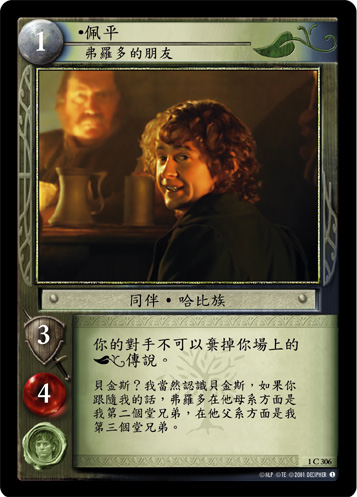 1
•佩平
弗羅多的朋友
同伴 • 哈比族
3
4
你的對手不可以棄掉你場上的
傳說。
貝金斯？我當然認識貝金斯，如果你
跟隨我的話，弗羅多在他母系方面是
我第二個堂兄弟，在他父系方面是我
第三個堂兄弟。
1 C 306
©NLP ™TE ©2001 DECIPHER